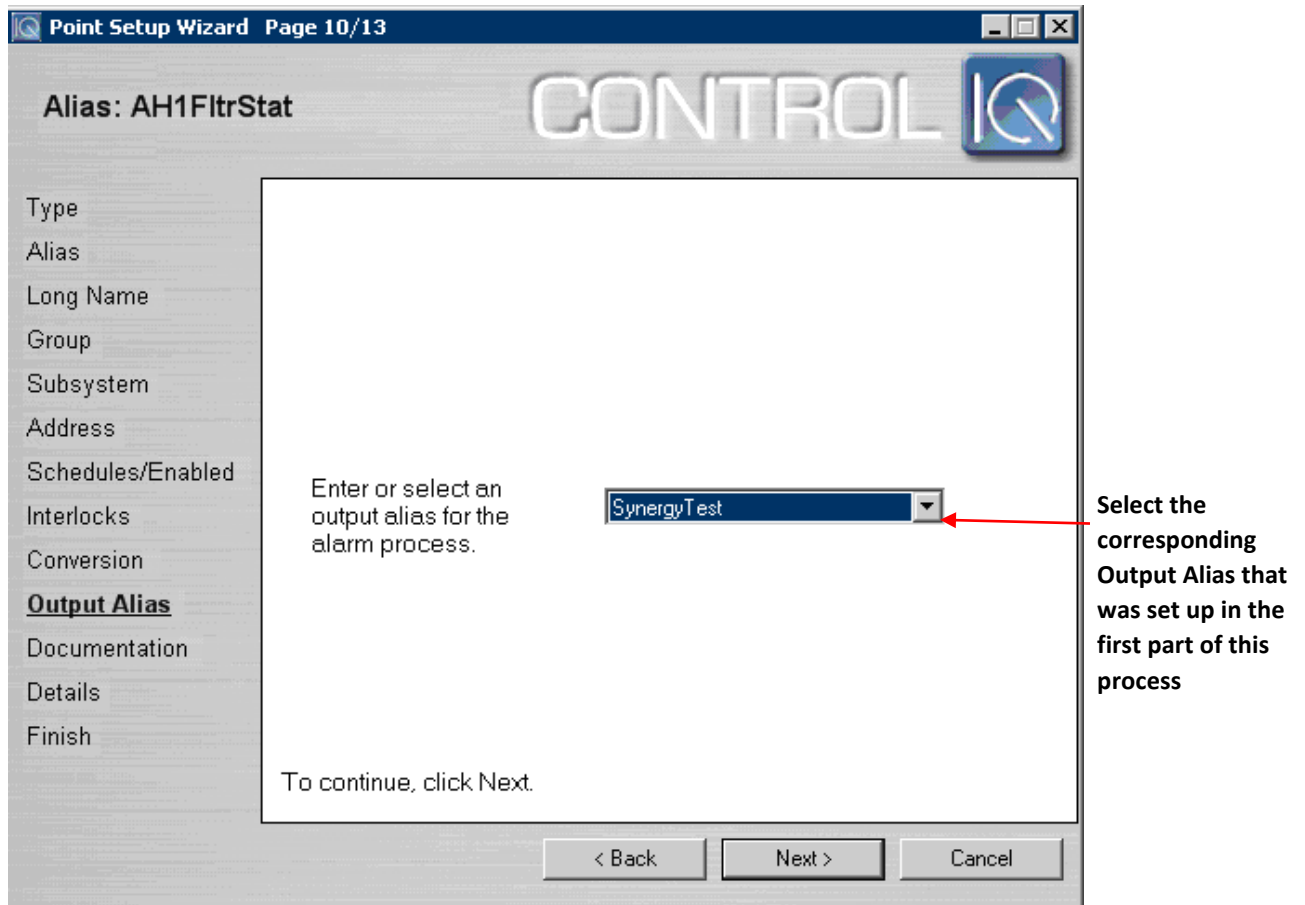 Point Setup Wizard Page 10/13
Alias: AH1FltrStat
CONTROL IQ
Type
Alias
Long Name
Group
Subsystem
Address
Schedules/Enabled
Interlocks
Conversion
Output Alias
Documentation
Details
Finish
Enter or select an
output alias for the
alarm process.
SynergyTest
To continue, click Next.
< Back
Next >
Cancel
Select the
corresponding
Output Alias that
was set up in the
first part of this
process